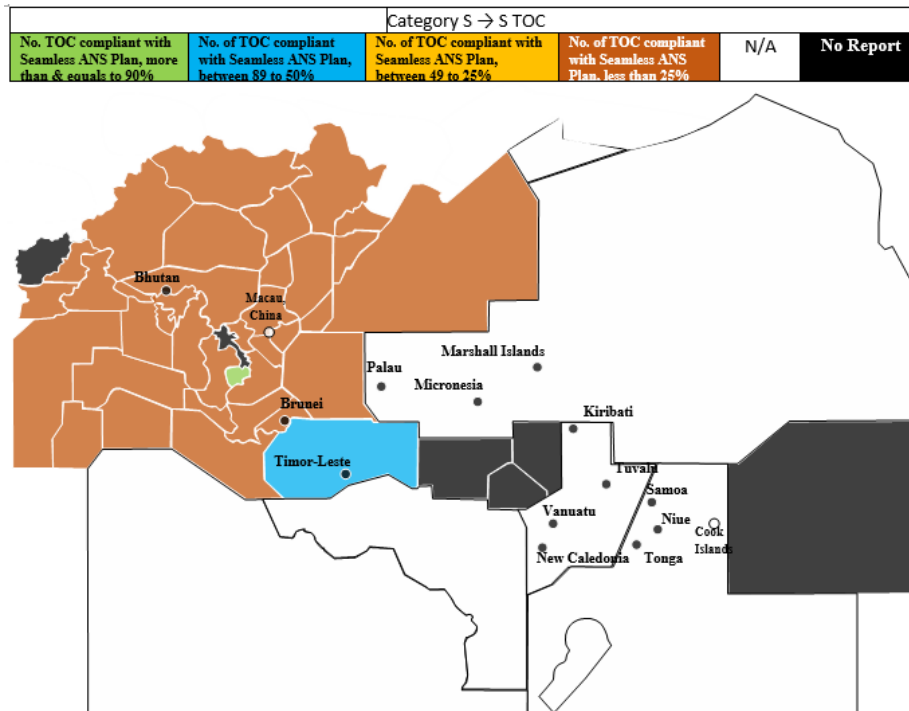 Category S → S TOC
No. TOC compliant with
Seamless ANS Plan, more
than & equals to 90%
No. of TOC compliant
with Seamless ANS Plan,
between 89 to 50%
No. of TOC compliant with
Seamless ANS Plan,
between 49 to 25%
No. of TOC compliant
with Seamless ANS
Plan, less than 25%
N/A
No Report
Bhutan
Macau,
China
Marshall Islands
Palau
Micronesia
Brunei
Kiribati
Timor-Leste
Tuvalu
Samoa
Vanuatu
Niue
Cook
Islands
New Caledonia
Tonga